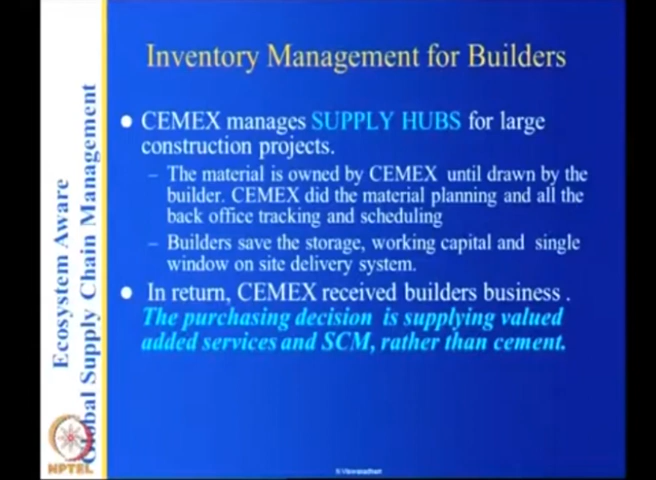 Inventory Management for Builders
• CEMEX manages SUPPLY HUBS for large
construction projects.
– The material is owned by CEMEX until drawn by the
builder. CEMEX did the material planning and all the
back office tracking and scheduling
– Builders save the storage, working capital and single
window on site delivery system.
• In return, CEMEX received builders business .
The purchasing decision is supplying valued
added services and SCM, rather than cement.
Ecosystem Aware
Global Supply Chain Management
NPTEL
N Viswanadham